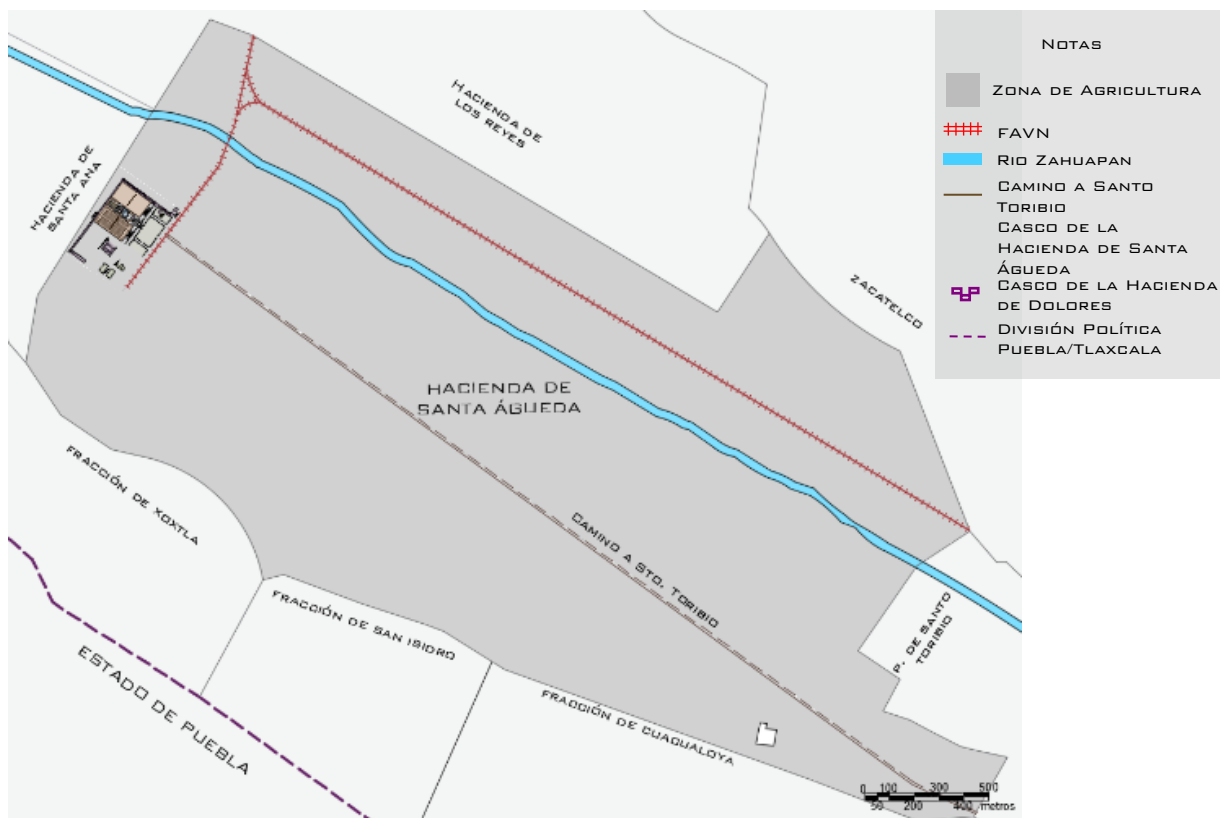 NOTAS
ZONA DE AGRICULTURA
FAVN
RIO ZAHUAPAN
CAMINO A SANTO
TORIBIO
CASCO DE LA
HACIENDA DE SANTA
ÁGUEDA
CASCO DE LA HACIENDA
DE DOLORES
DIVISIÓN POLÍTICA
PUEBLA/TLAXCALA
HACIENDA DE
LOS REYES
HACIENDA DE
SANTA ANA
ZACATELCO
HACIENDA DE
SANTA ÁGUEDA
FRACCIÓN DE XOXTLA
CAMINO A STO. TORIBIO
FRACCIÓN DE SAN ISIDRO
P. DE SANTO
TORIBIO
ESTADO DE PUEBLA
FRACCIÓN DE CUAQUALOYA
0 100 300 500
50 200 400 metros